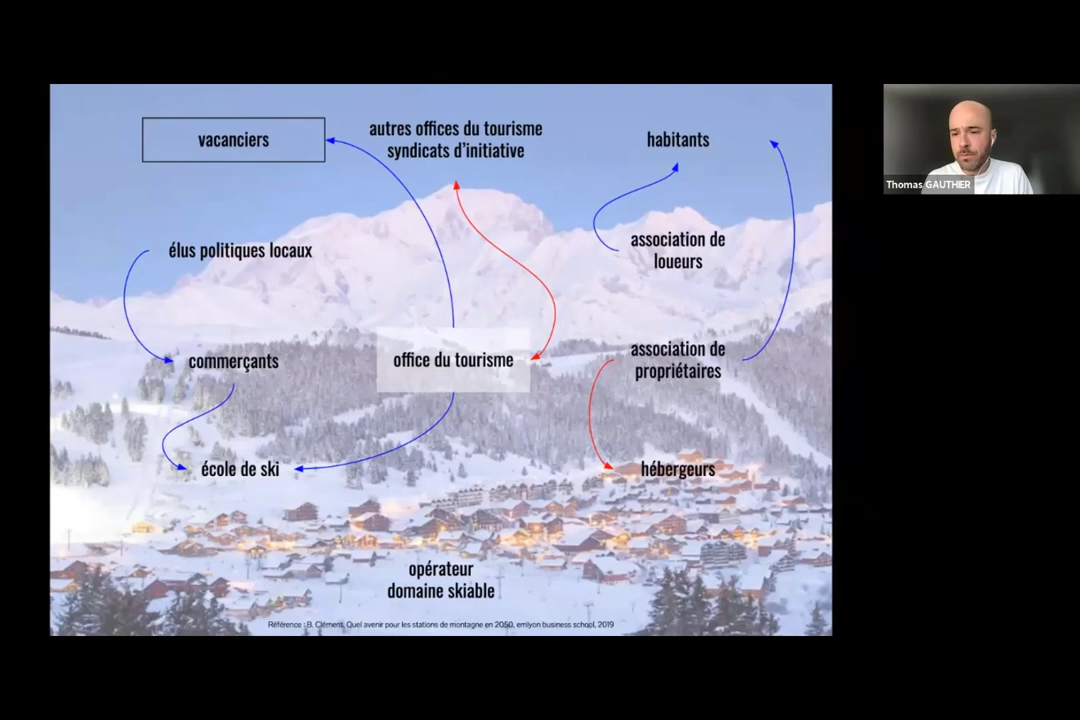 vacanciers
autres offices du tourisme
syndicats d'initiative
habitants
élus politiques locaux
association de
loueurs
commerçants
office du tourisme
association de
propriétaires
école de ski
hébergeurs
opérateur
domaine skiable
Référence : B. Clémens, Quel avenir pour les stations de montagne en 2050, emlyon business school, 2019
Thomas GAUTHIER